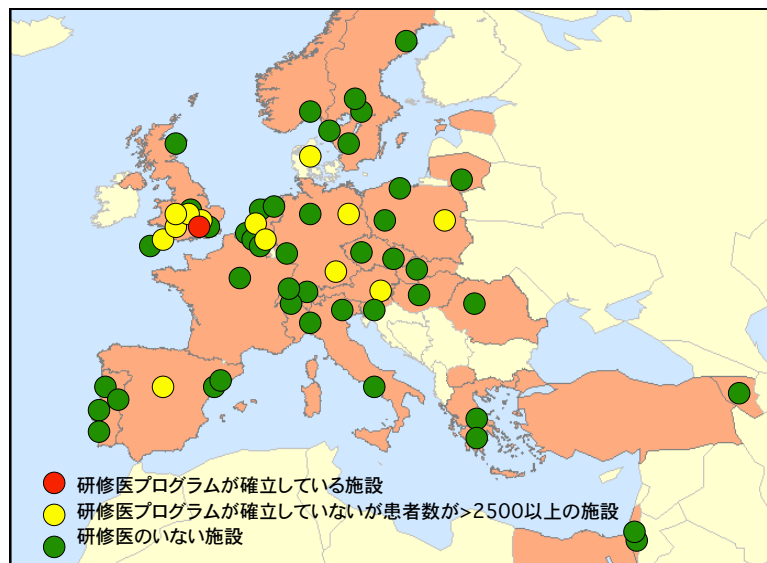 研修医プログラムが確立している施設
研修医プログラムが確立していないが患者数が>2500以上の施設
研修医のいない施設